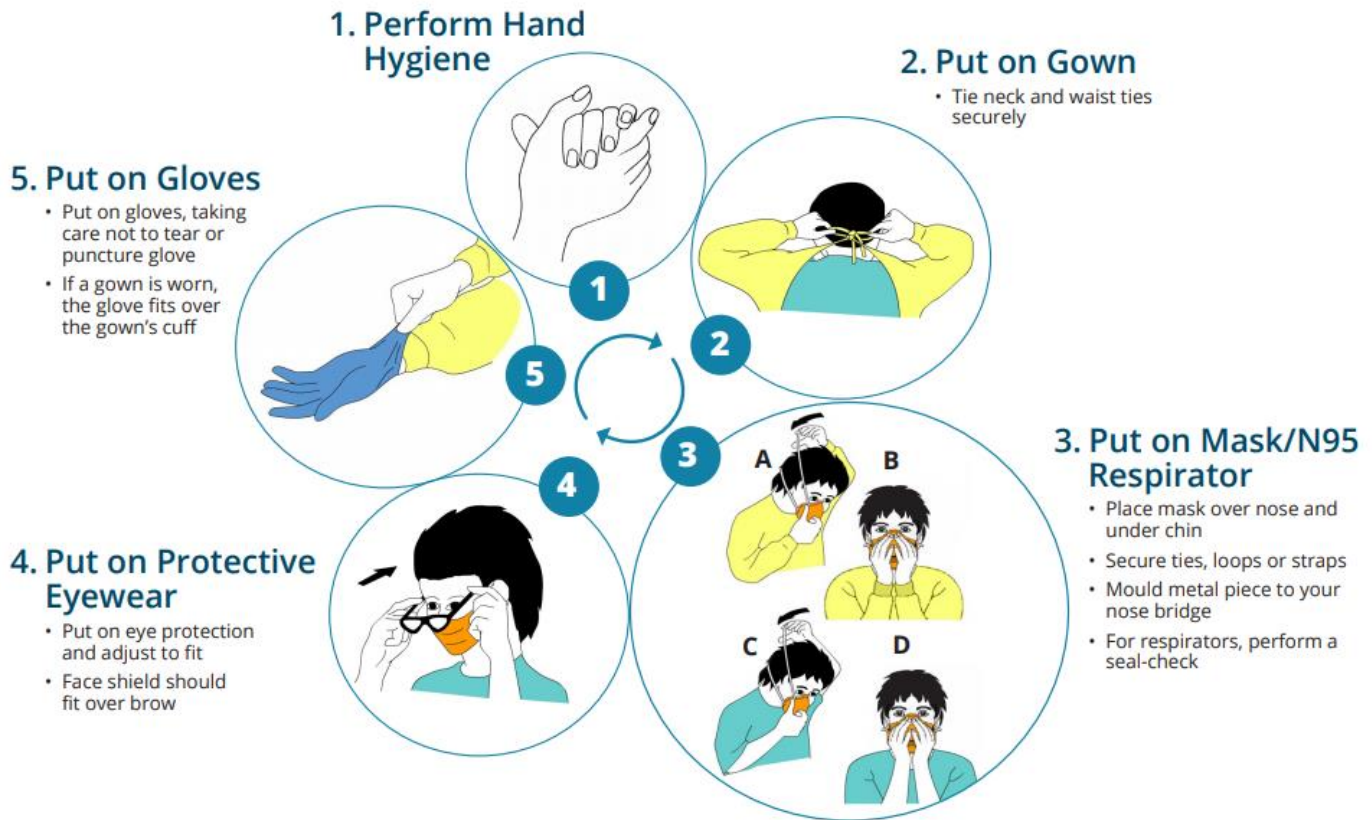 1. Perform Hand
Hygiene
1
2. Put on Gown
• Tie neck and waist ties
securely
2
3. Put on Mask/N95
Respirator
• Place mask over nose and
under chin
• Secure ties, loops or straps
• Mould metal piece to your
nose bridge
• For respirators, perform a
seal-check
3
A
B
C
D
4. Put on Protective
Eyewear
• Put on eye protection
and adjust to fit
• Face shield should
fit over brow
4
5. Put on Gloves
• Put on gloves, taking
care not to tear or
puncture glove
• If a gown is worn,
the glove fits over
the gown's cuff
5